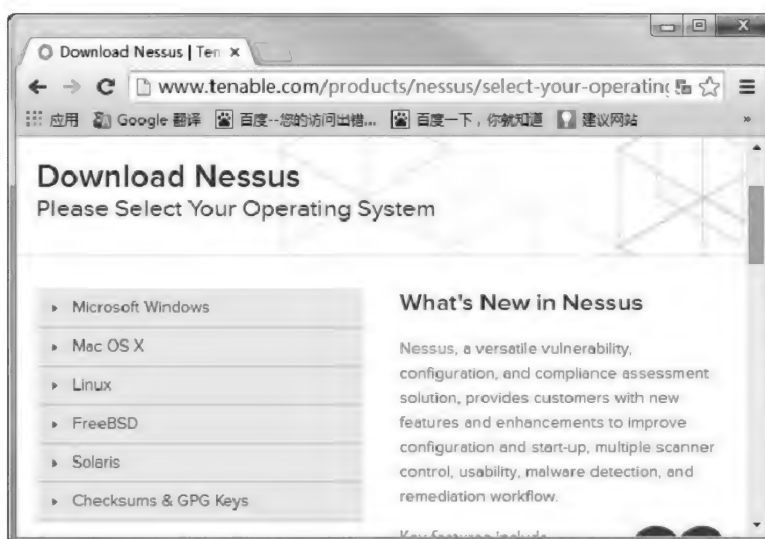 Download Nessus | Ten
www.tenable.com/products/nessus/select-your-operating
应用 Google 翻译 百度--您的访问出错... 百度一下，你就知道 建议网站 »
Download Nessus
Please Select Your Operating System
Microsoft Windows
Mac OS X
Linux
FreeBSD
Solaris
Checksums & GPG Keys
What's New in Nessus
Nessus, a versatile vulnerability,
configuration, and compliance assessment
solution, provides customers with new
features and enhancements to improve
configuration and start-up, multiple scanner
control, usability, malware detection, and
remediation workflow.
Key features include